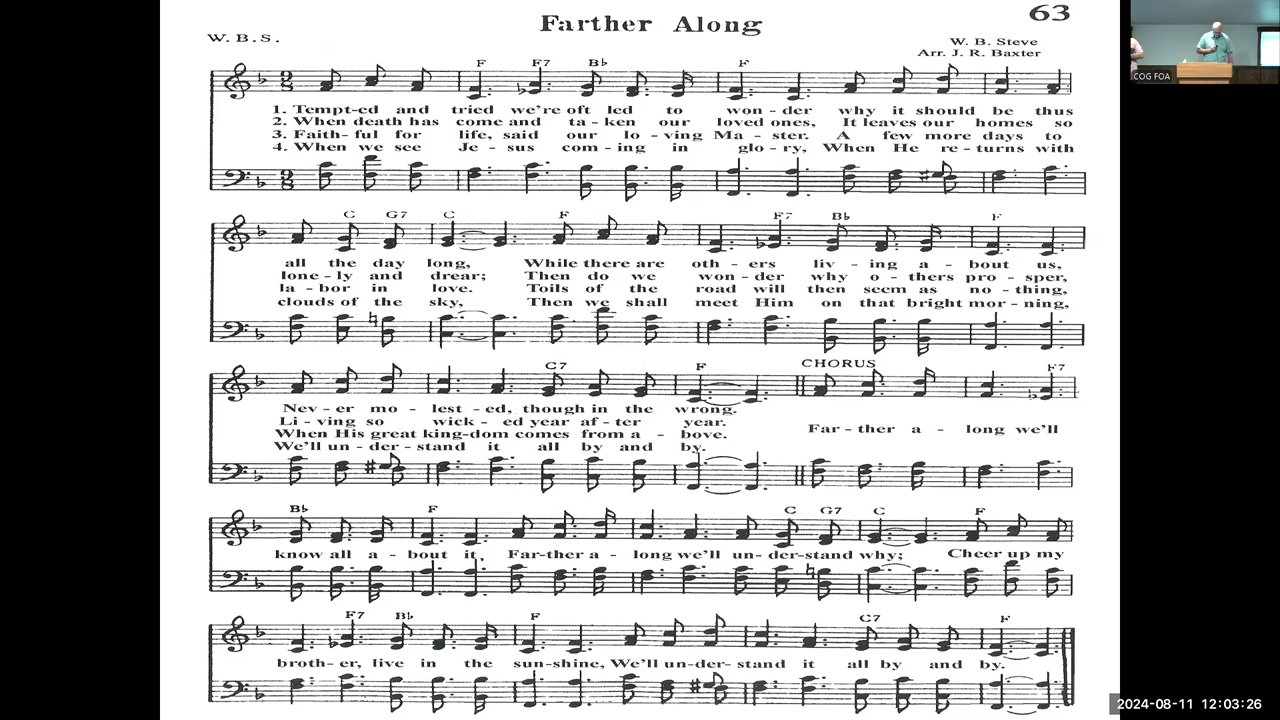 63
Farther Along
W. B. S.
W. B. Steve
Arr. J. R. Baxter
F F7 B♭ F
1. Tempt-ed and tried we're oft led to won - der why it should be thus
2. When death has come and ta - ken our loved ones, It leaves our homes so
3. Faith- ful for life, said our lo - ving Ma - ster. A few more days to
4. When we see Je - sus com - ing in glo - ry, When He re - turns with
C G7 C F F7 B♭ F
all the day long, While there are oth - ers liv - ing a - bout us,
lone - ly and drear; Then do we won - der why o - thers pro - sper,
la - bor in love. Toils of the road will then seem as no - thing,
clouds of the sky, Then we shall meet Him on that bright mor - ning,
C7 F CHORUS F7
Nev - er mo - lest - ed, though in the wrong.
Li - ving so wick - ed year af - ter year.
When His great king-dom comes from a - bove.
We'll un - der - stand it all by and by.
Far - ther a - long we'll
B♭ F C G7 C F
know all a - bout it, Far-ther a - long we'll un - der-stand why; Cheer up my
F7 B♭ F C7 F
broth - er, live in the sun-shine, We'll un-der - stand it all by and by.
COG FOA
2024-08-11 12:03:26